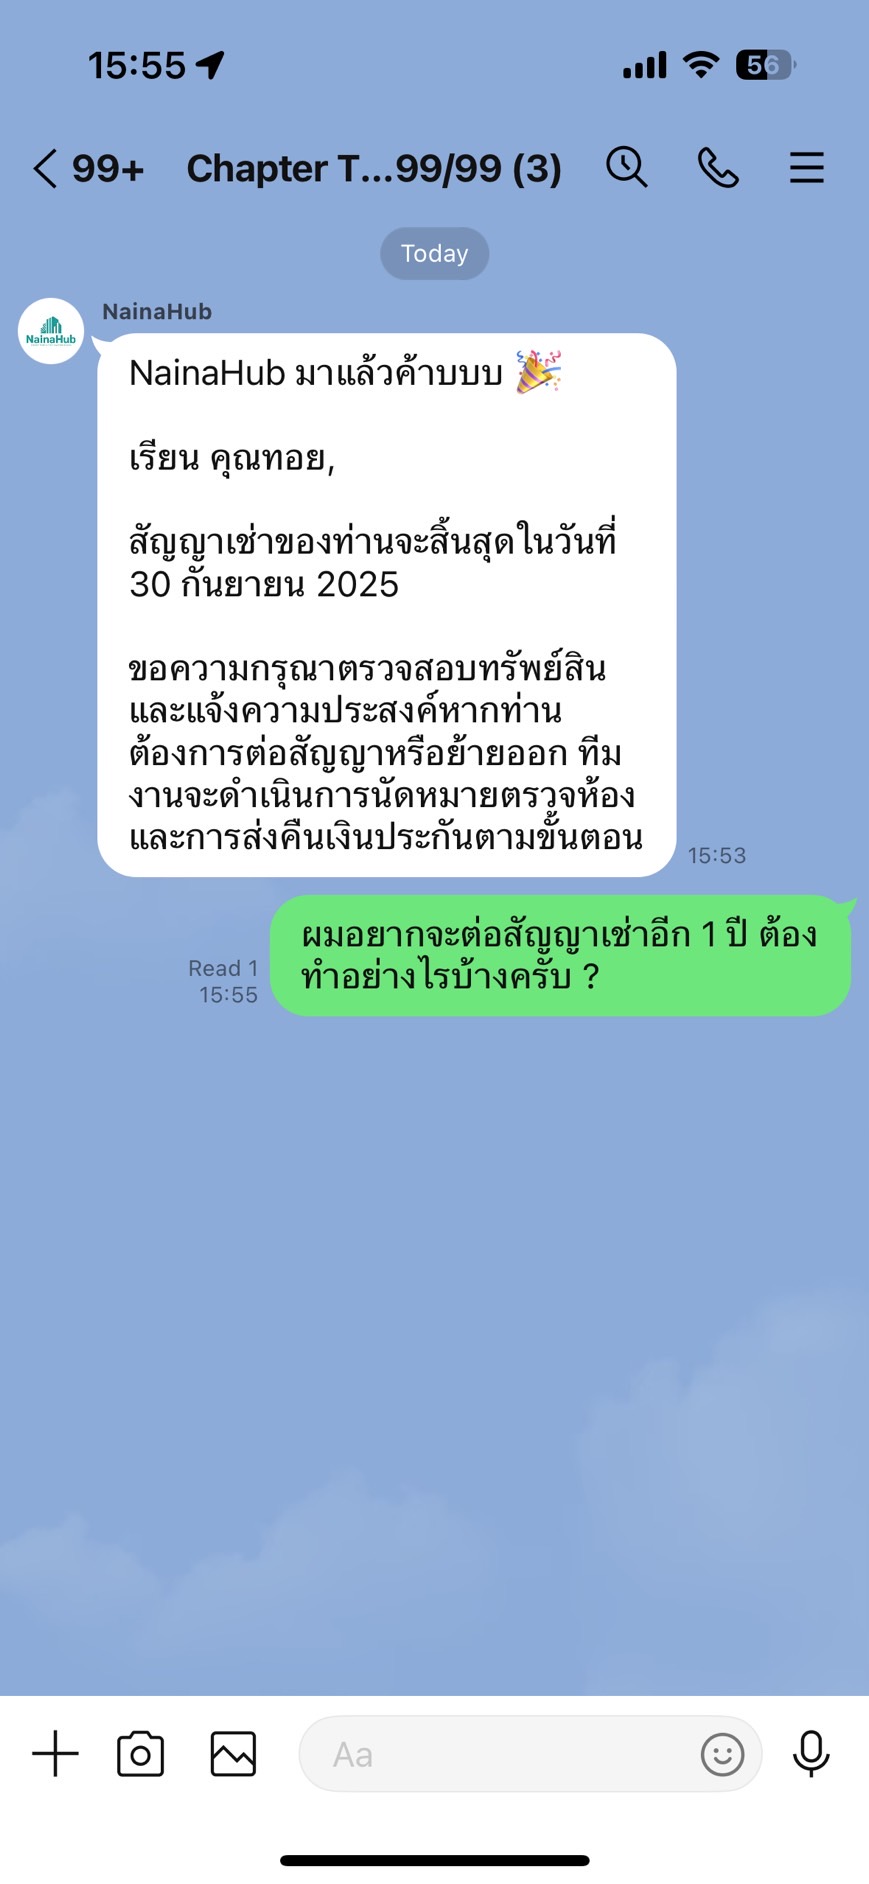 15:55
56
99+ Chapter T...99/99 (3)
Today
NainaHub
NainaHub
NainaHub มาแล้วค้าบบบ 🎉
เรียน คุณทอย,
สัญญาเช่าของท่านจะสิ้นสุดในวันที่
30 กันยายน 2025
ขอความกรุณาตรวจสอบทรัพย์สิน
และแจ้งความประสงค์หากท่าน
ต้องการต่อสัญญาหรือย้ายออก ทีม
งานจะดำเนินการนัดหมายตรวจห้อง
และการส่งคืนเงินประกันตามขั้นตอน
15:53
ผมอยากจะต่อสัญญาเช่าอีก 1 ปี ต้อง
ทำอย่างไรบ้างครับ ?
Read 1
15:55
Aa